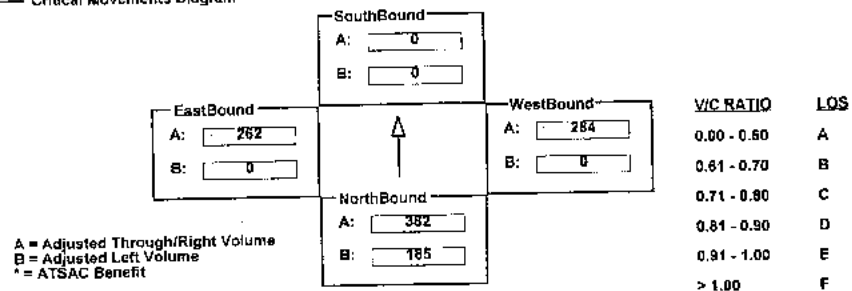 Critical Movements Diagram
SouthBound
A: 0
B: 0
EastBound
A: 262
B: 0
WestBound
A: 284
B: 0
NorthBound
A: 382
B: 185
A = Adjusted Through/Right Volume
B = Adjusted Left Volume
* = ATSAC Benefit
V/C RATIO LOS
0.00 - 0.60 A
0.61 - 0.70 B
0.71 - 0.80 C
0.81 - 0.90 D
0.91 - 1.00 E
> 1.00 F